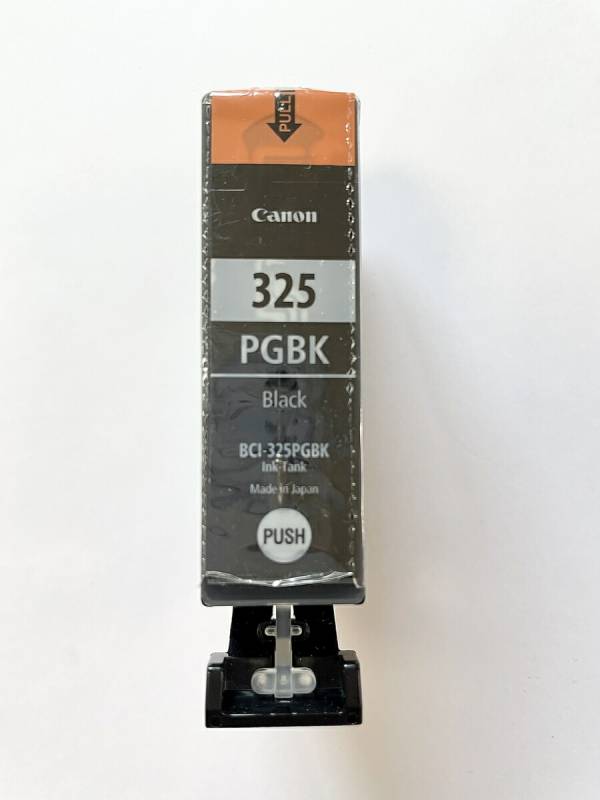 PULL
Canon
325
PGBK
Black
BCI-325PGBK
Ink Tank
Made in Japan
PUSH